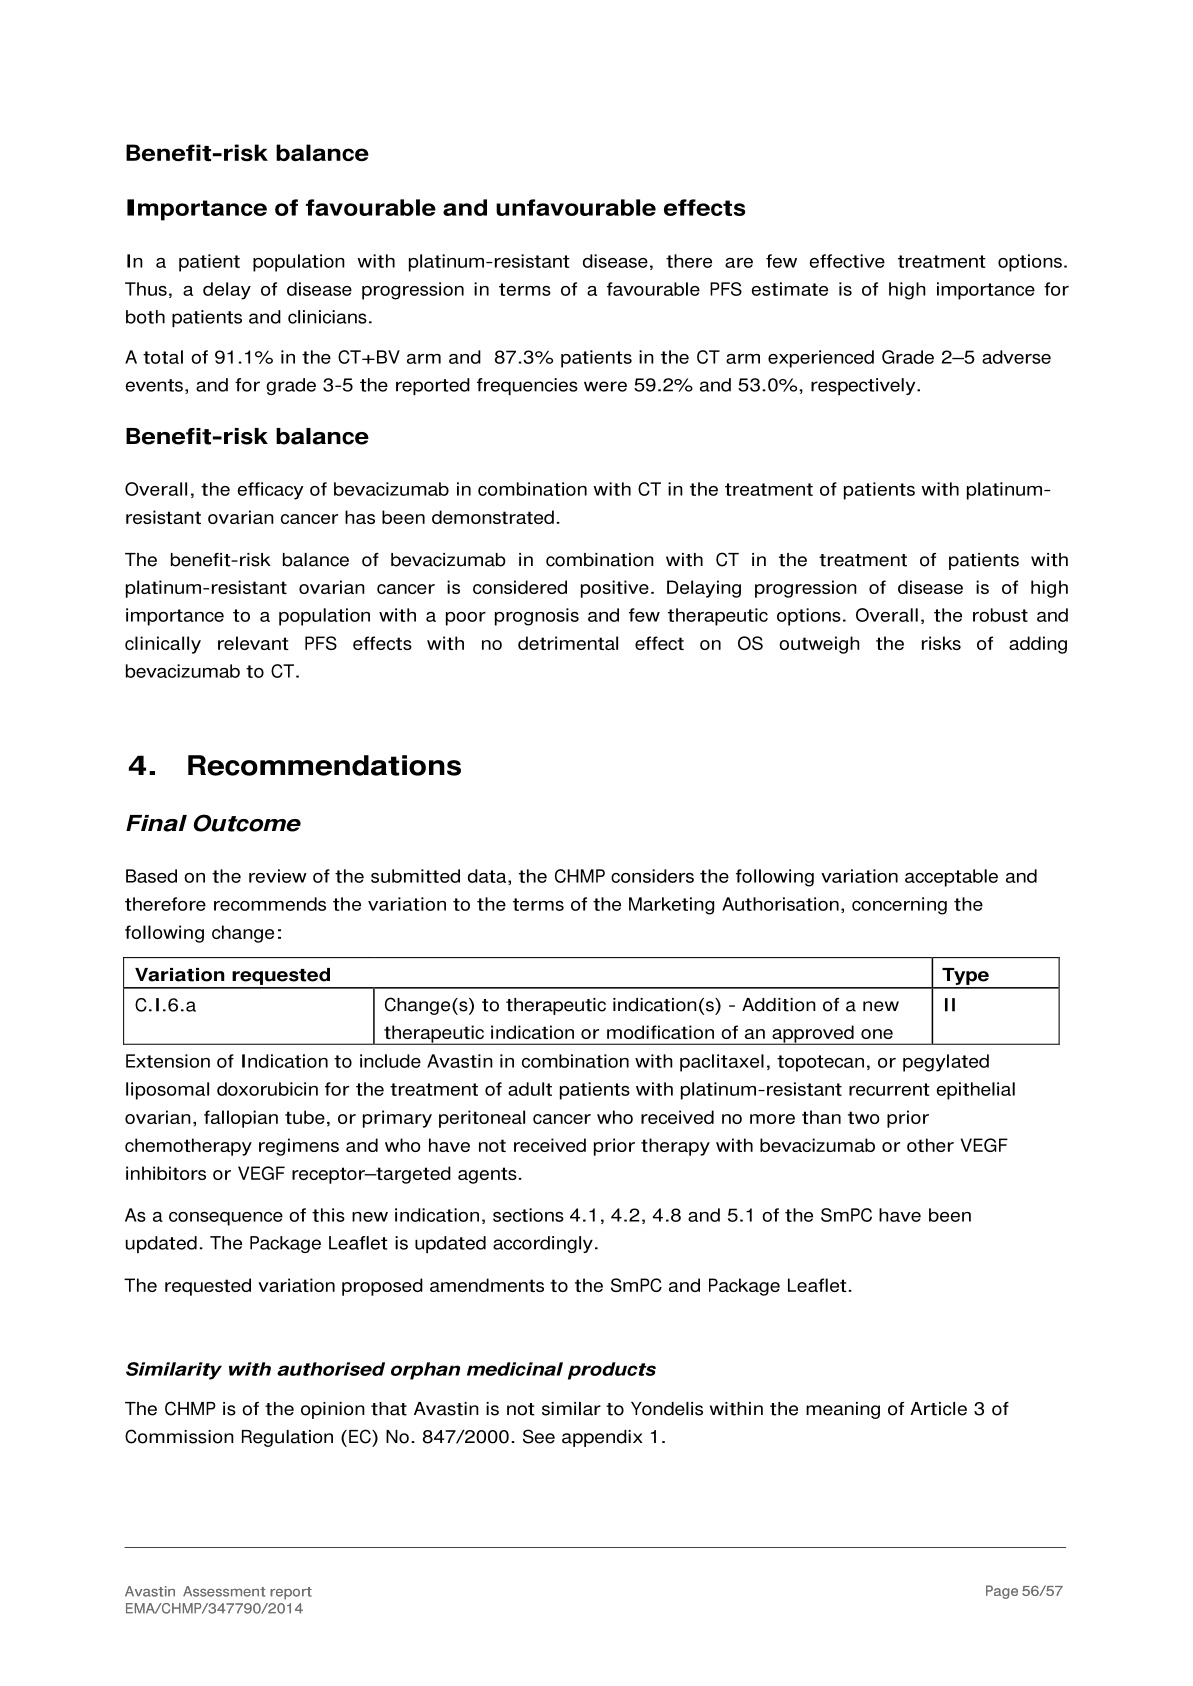 Benefit-risk balance
Importance of favourable and unfavourable effects
In a patient population with platinum-resistant disease, there are few effective treatment options.
Thus, a delay of disease progression in terms of a favourable PFS estimate is of high importance for
both patients and clinicians.
A total of 91.1% in the CT+BV arm and  87.3% patients in the CT arm experienced Grade 2–5 adverse
events, and for grade 3-5 the reported frequencies were 59.2% and 53.0%, respectively.
Benefit-risk balance
Overall, the efficacy of bevacizumab in combination with CT in the treatment of patients with platinum-
resistant ovarian cancer has been demonstrated.
The benefit-risk balance of bevacizumab in combination with CT in the treatment of patients with
platinum-resistant ovarian cancer is considered positive. Delaying progression of disease is of high
importance to a population with a poor prognosis and few therapeutic options. Overall, the robust and
clinically relevant PFS effects with no detrimental effect on OS outweigh the risks of adding
bevacizumab to CT.
4. Recommendations
Final Outcome
Based on the review of the submitted data, the CHMP considers the following variation acceptable and
therefore recommends the variation to the terms of the Marketing Authorisation, concerning the
following change:
Variation requested Type
C.I.6.a Change(s) to therapeutic indication(s) - Addition of a new II
therapeutic indication or modification of an approved one
Extension of Indication to include Avastin in combination with paclitaxel, topotecan, or pegylated
liposomal doxorubicin for the treatment of adult patients with platinum-resistant recurrent epithelial
ovarian, fallopian tube, or primary peritoneal cancer who received no more than two prior
chemotherapy regimens and who have not received prior therapy with bevacizumab or other VEGF
inhibitors or VEGF receptor–targeted agents.
As a consequence of this new indication, sections 4.1, 4.2, 4.8 and 5.1 of the SmPC have been
updated. The Package Leaflet is updated accordingly.
The requested variation proposed amendments to the SmPC and Package Leaflet.
Similarity with authorised orphan medicinal products
The CHMP is of the opinion that Avastin is not similar to Yondelis within the meaning of Article 3 of
Commission Regulation (EC) No. 847/2000. See appendix 1.
Avastin  Assessment report Page 56/57
EMA/CHMP/347790/2014